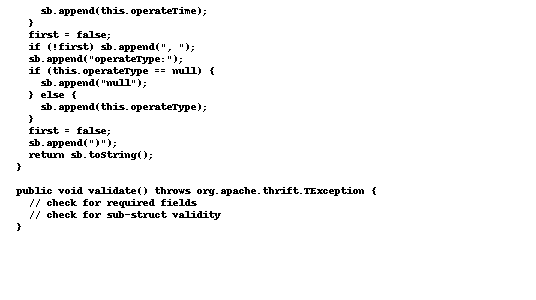 sb.append(this.operateTime);
}
first = false;
if (!first) sb.append(", ");
sb.append("operateType:");
if (this.operateType == null) {
sb.append("null");
} else {
sb.append(this.operateType);
}
first = false;
sb.append(")");
return sb.toString();
}
public void validate() throws org.apache.thrift.TException {
// check for required fields
// check for sub-struct validity
}